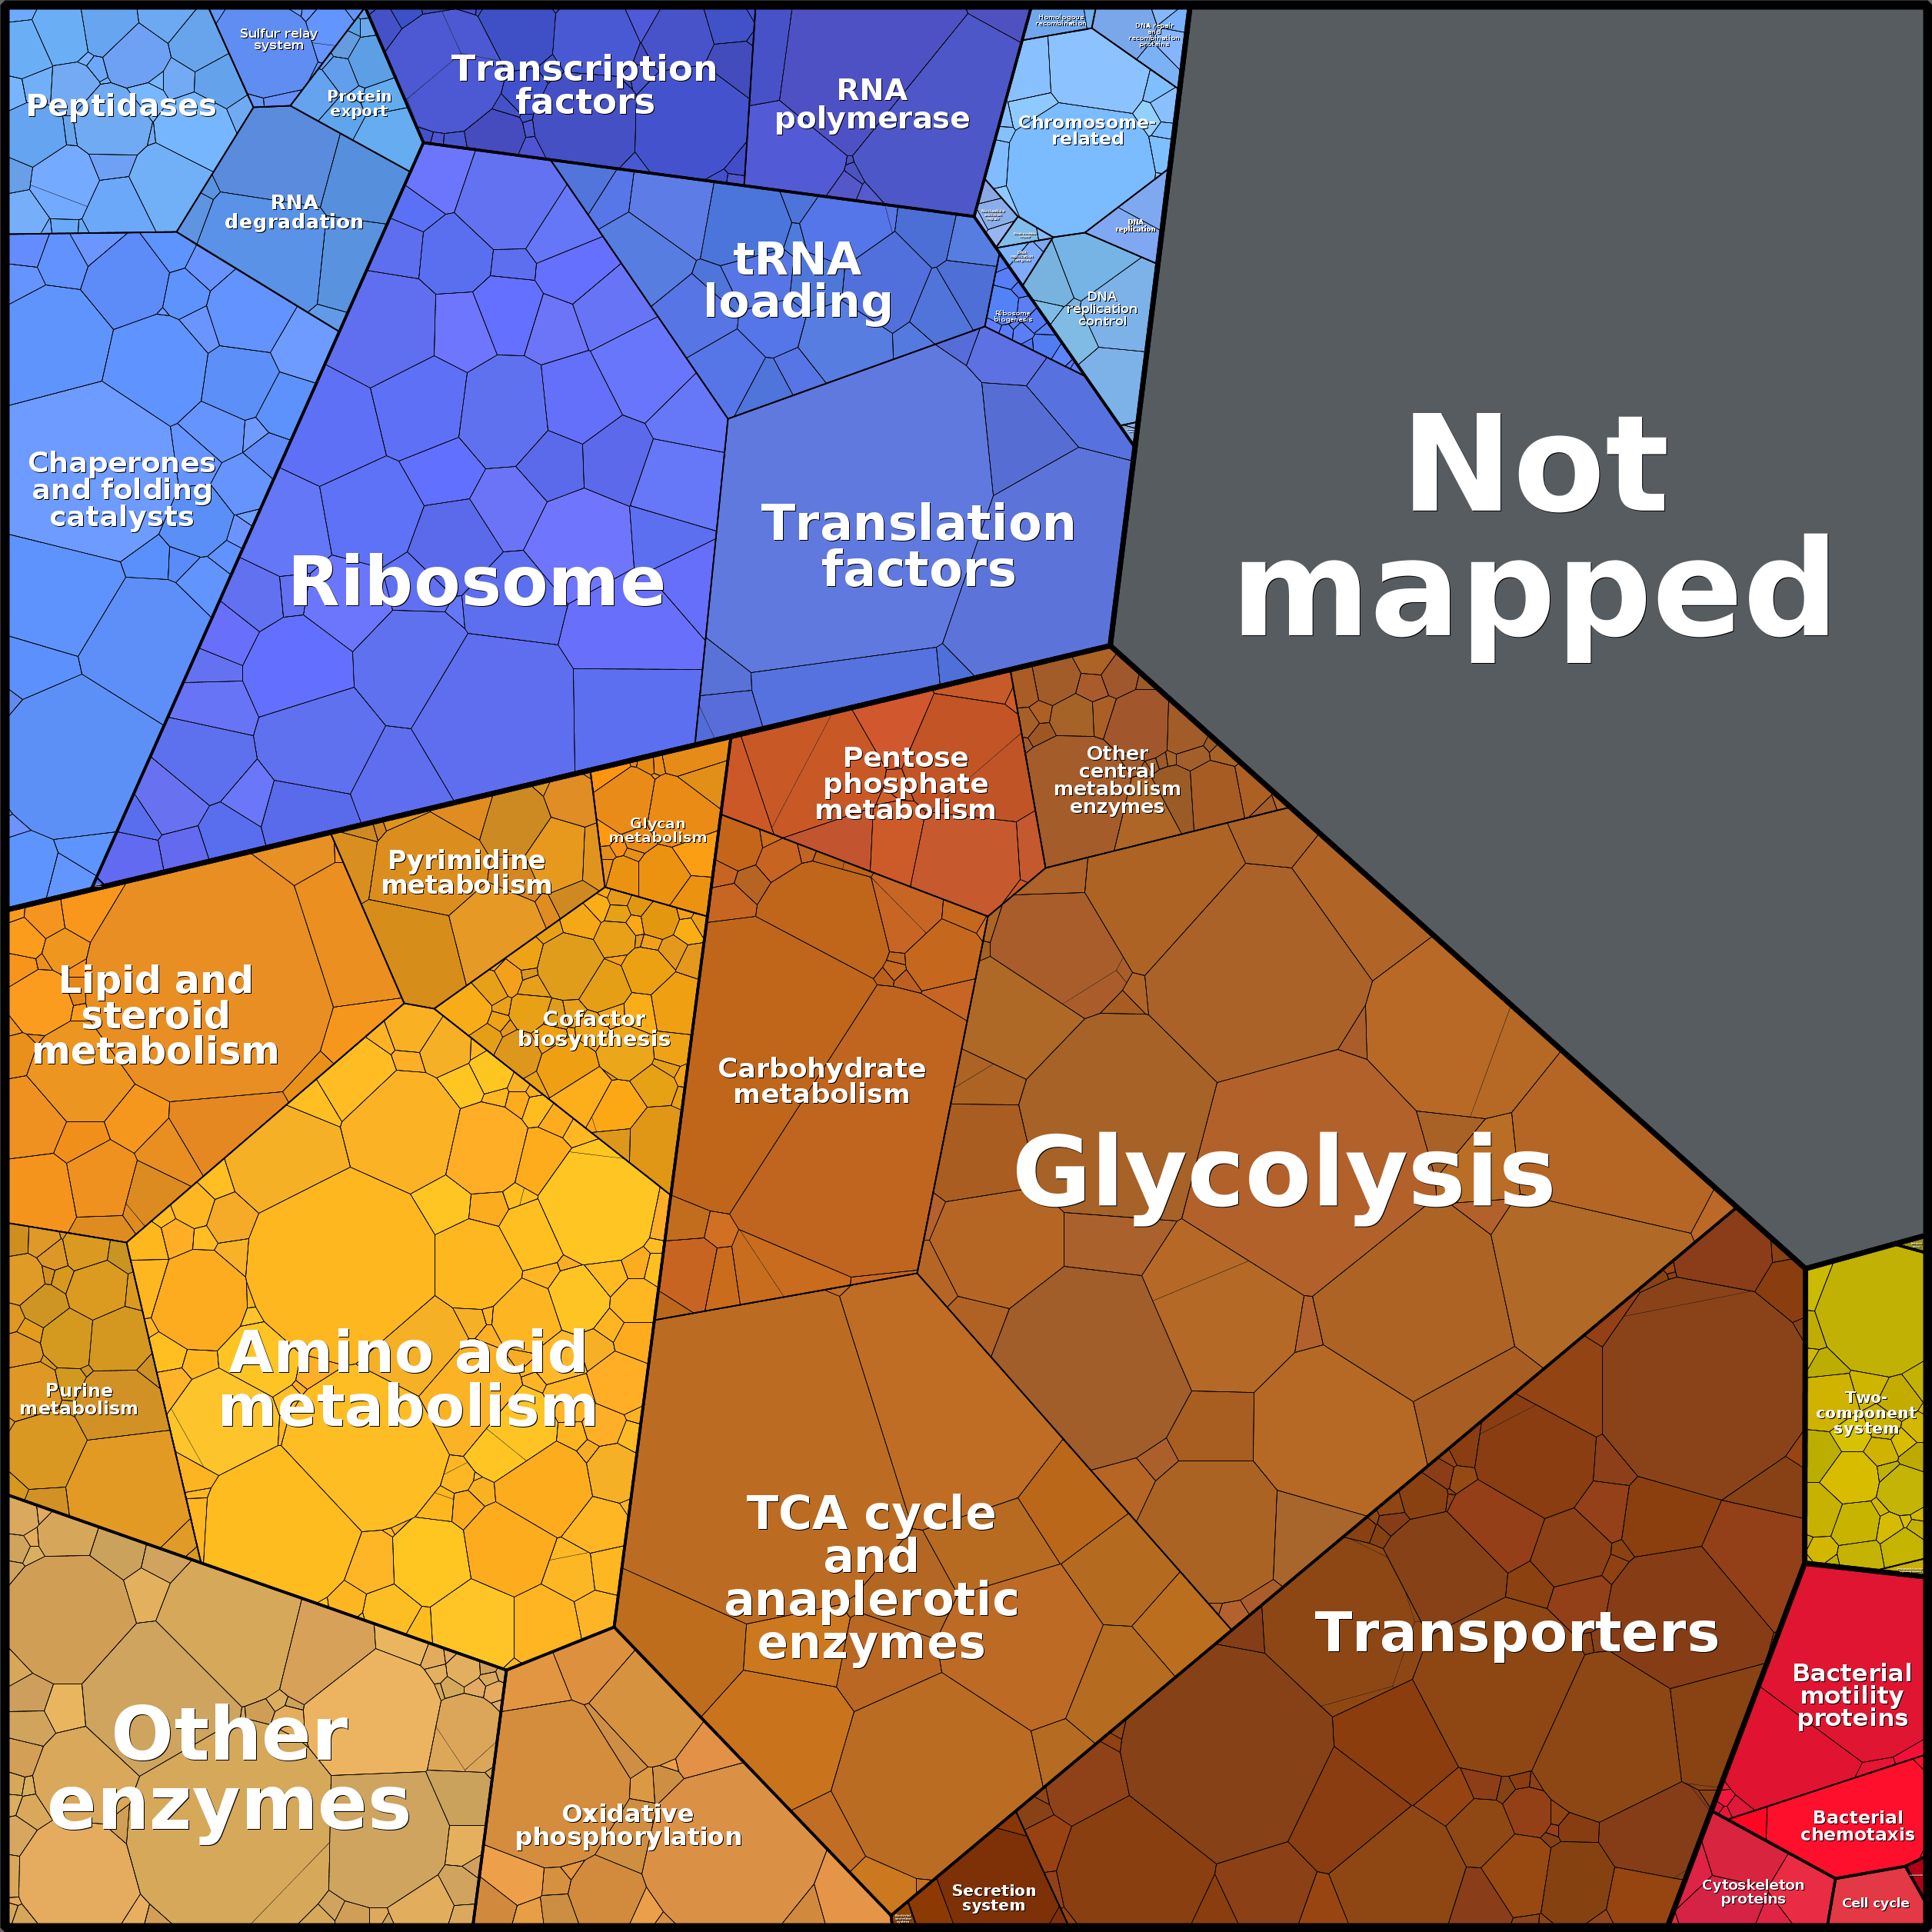 Peptidases
Sulfur relay
system
Protein
export
RNA
degradation
Chaperones
and folding
catalysts
Transcription
factors
RNA
polymerase
Ribosome
tRNA
loading
Translation
factors
Ribosome
biogenesis
Homologous
recombination
DNA repair
and
recombination
proteins
Chromosome-
related
DNA
replication
DNA
replication
control
Not
mapped
Lipid and
steroid
metabolism
Pyrimidine
metabolism
Glycan
metabolism
Cofactor
biosynthesis
Amino acid
metabolism
Purine
metabolism
Pentose
phosphate
metabolism
Other
central
metabolism
enzymes
Carbohydrate
metabolism
Glycolysis
TCA cycle
and
anaplerotic
enzymes
Other
enzymes
Oxidative
phosphorylation
Transporters
Secretion
system
Two-
component
system
Bacterial
motility
proteins
Bacterial
chemotaxis
Cytoskeleton
proteins
Cell cycle